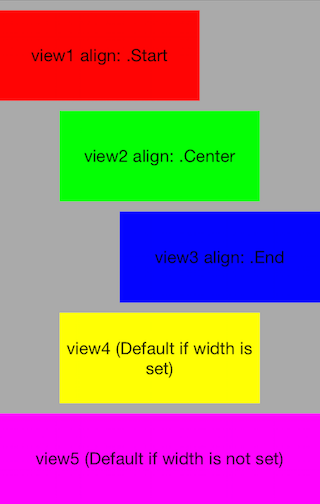 view1 align: .Start
view2 align: .Center
view3 align: .End
view4 (Default if width is
set)
view5 (Default if width is not set)